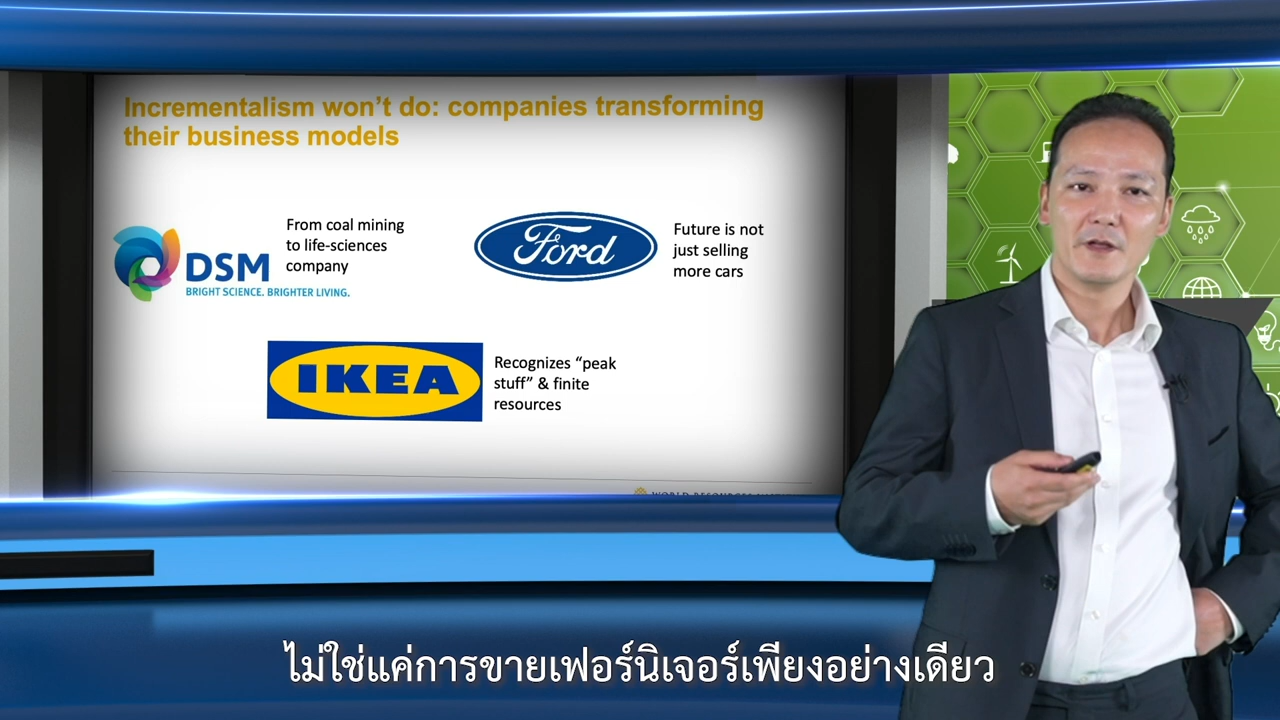 Incrementalism won’t do: companies transforming
their business models
DSM
BRIGHT SCIENCE. BRIGHTER LIVING.
From coal mining
to life-sciences
company
Ford
Future is not
just selling
more cars
IKEA
Recognizes “peak
stuff” & finite
resources
WORLD RESOURCES
ไม่ใช่แค่การขายเฟอร์นิเจอร์เพียงอย่างเดียว